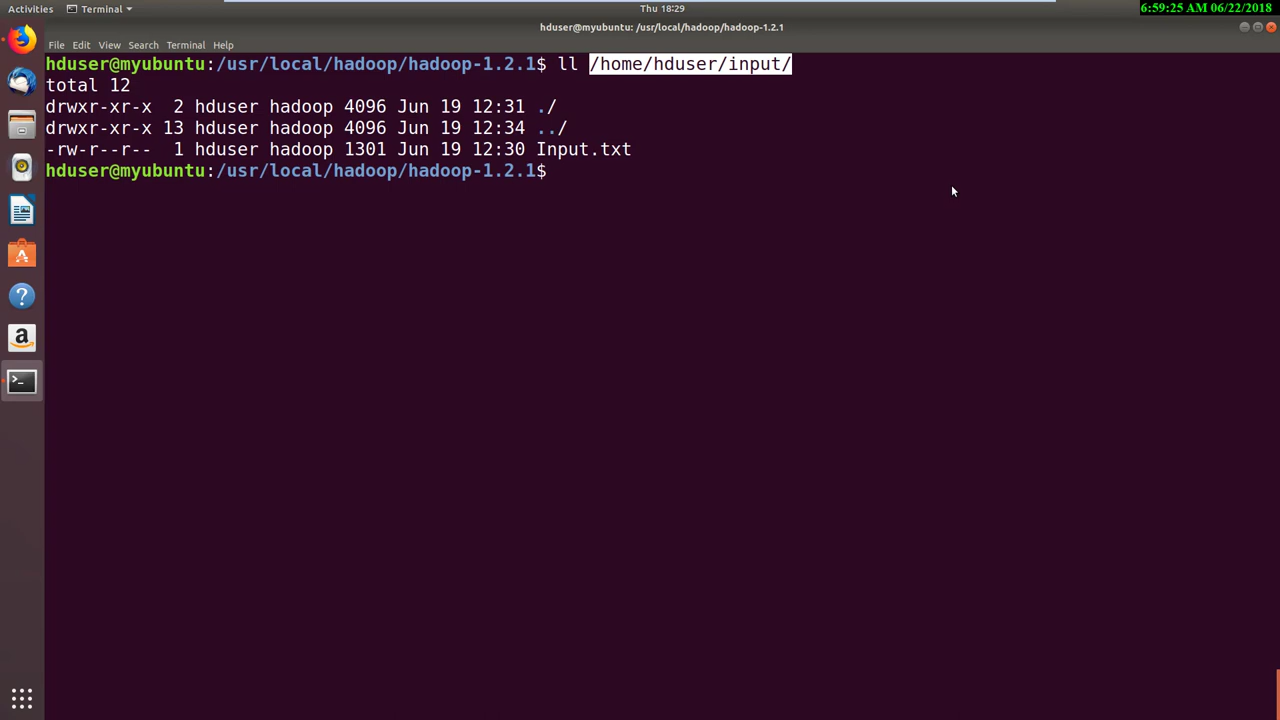 Activities Terminal Thu 18:29 6:59:25 AM 06/22/2018
hduser@myubuntu: /usr/local/hadoop/hadoop-1.2.1
File Edit View Search Terminal Help
hduser@myubuntu:/usr/local/hadoop/hadoop-1.2.1$ ll /home/hduser/input/
total 12
drwxr-xr-x  2 hduser hadoop 4096 Jun 19 12:31 ./
drwxr-xr-x 13 hduser hadoop 4096 Jun 19 12:34 ../
-rw-r--r--  1 hduser hadoop 1301 Jun 19 12:30 Input.txt
hduser@myubuntu:/usr/local/hadoop/hadoop-1.2.1$